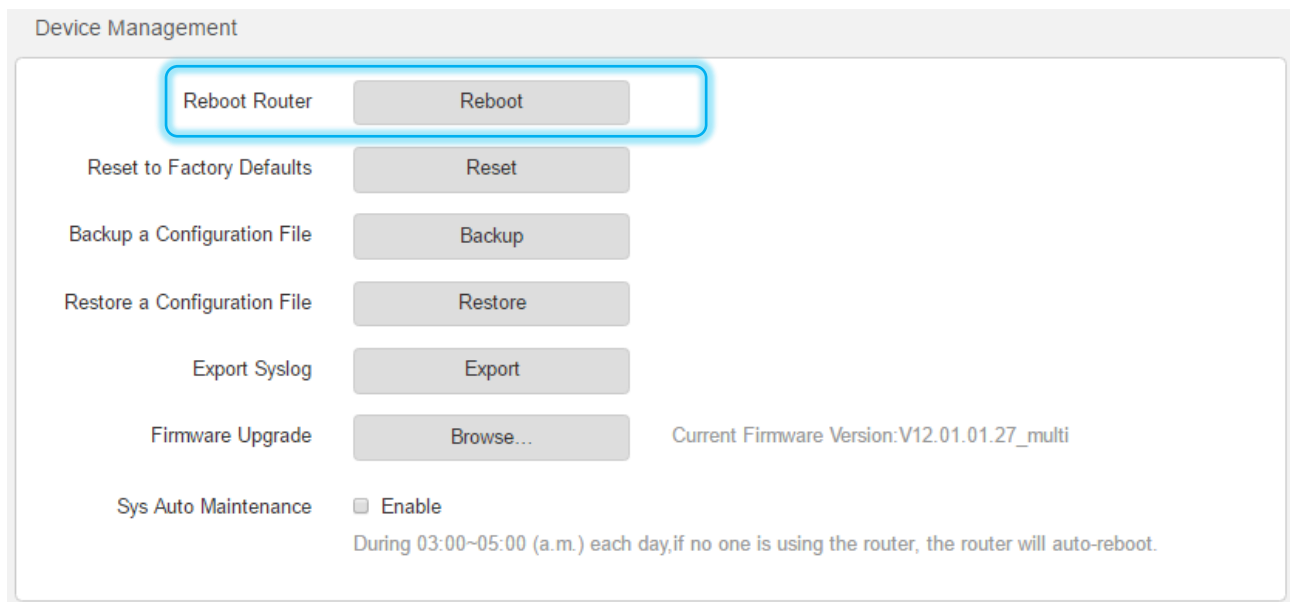 Device Management
Reboot Router Reboot
Reset to Factory Defaults Reset
Backup a Configuration File Backup
Restore a Configuration File Restore
Export Syslog Export
Firmware Upgrade Browse... Current Firmware Version:V12.01.01.27_multi
Sys Auto Maintenance Enable
During 03:00~05:00 (a.m.) each day,if no one is using the router, the router will auto-reboot.